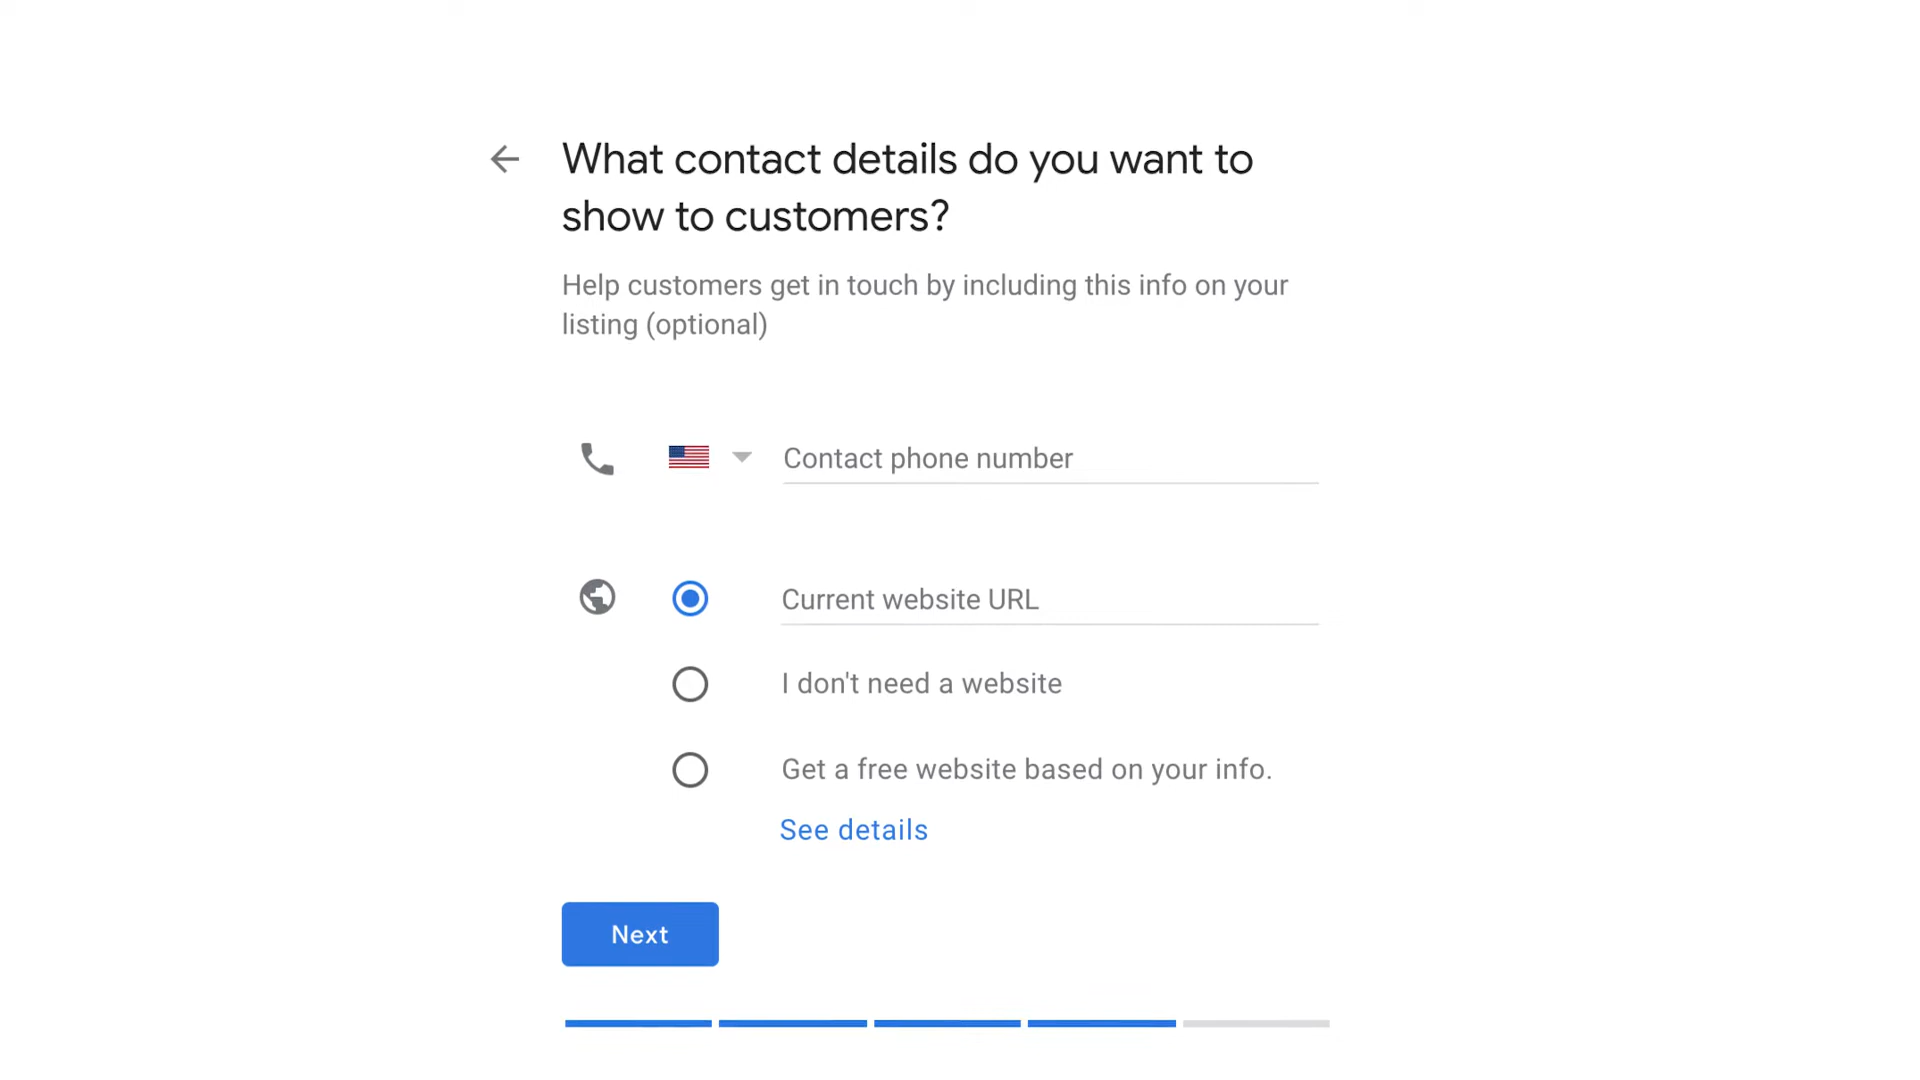 What contact details do you want to
show to customers?
Help customers get in touch by including this info on your
listing (optional)
Contact phone number
Current website URL
I don't need a website
Get a free website based on your info.
See details
Next